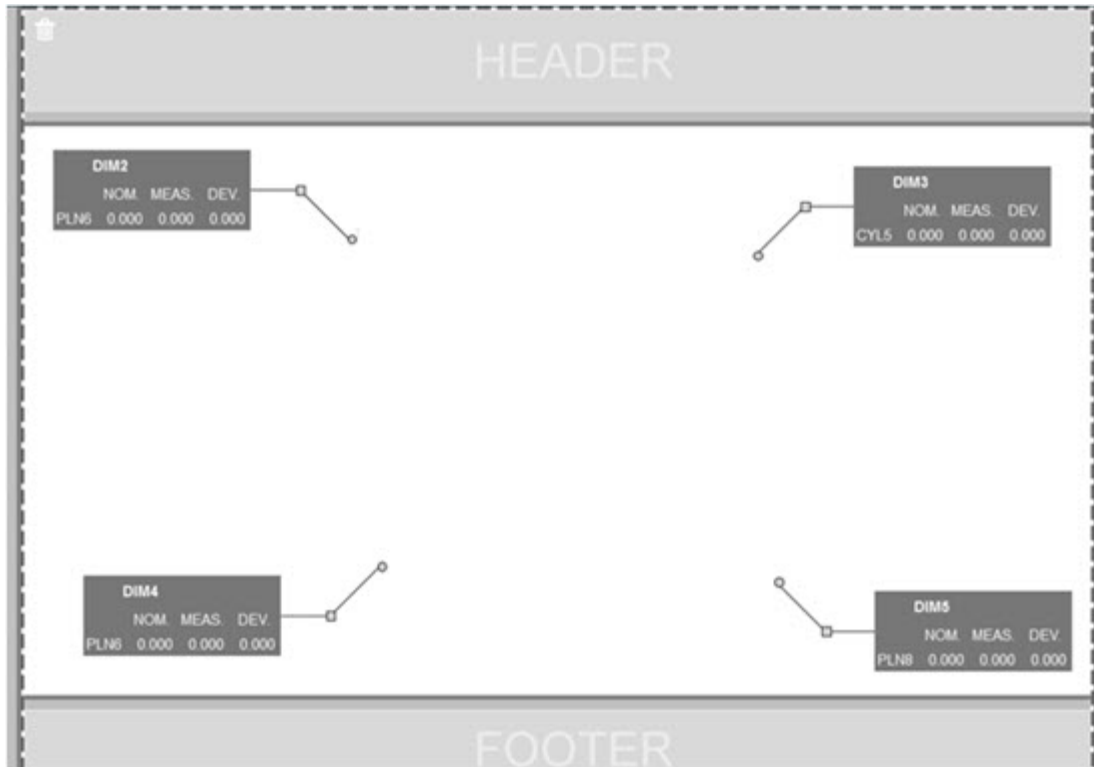 HEADER
DIM2
NOM. MEAS. DEV.
PLN6 0.000 0.000 0.000
DIM3
NOM. MEAS. DEV.
CYL5 0.000 0.000 0.000
DIM4
NOM. MEAS. DEV.
PLN6 0.000 0.000 0.000
DIM5
NOM. MEAS. DEV.
PLN8 0.000 0.000 0.000
FOOTER